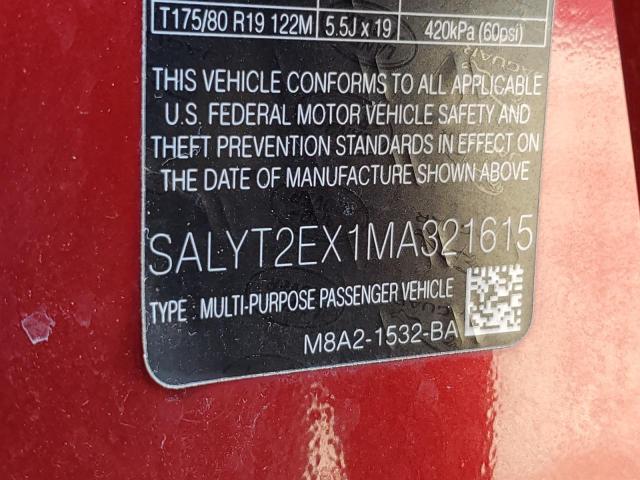 T175/80 R19 122M 5.5J x 19 420kPa (60psi)
THIS VEHICLE CONFORMS TO ALL APPLICABLE
U.S. FEDERAL MOTOR VEHICLE SAFETY AND
THEFT PREVENTION STANDARDS IN EFFECT ON
THE DATE OF MANUFACTURE SHOWN ABOVE
SALYT2EX1MA321615
TYPE: MULTI-PURPOSE PASSENGER VEHICLE
M8A2-1532-BA